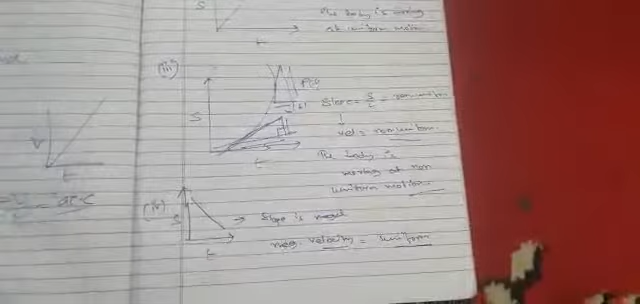 S
The body is moving
at uniform motion
t
(iii)
S
Slope = S/t = non uniform
vel = non uniform
t
The body is
moving at non
uniform motion
V
t
(iv)
S
→ Slope is
t
neg. velocity = uniform